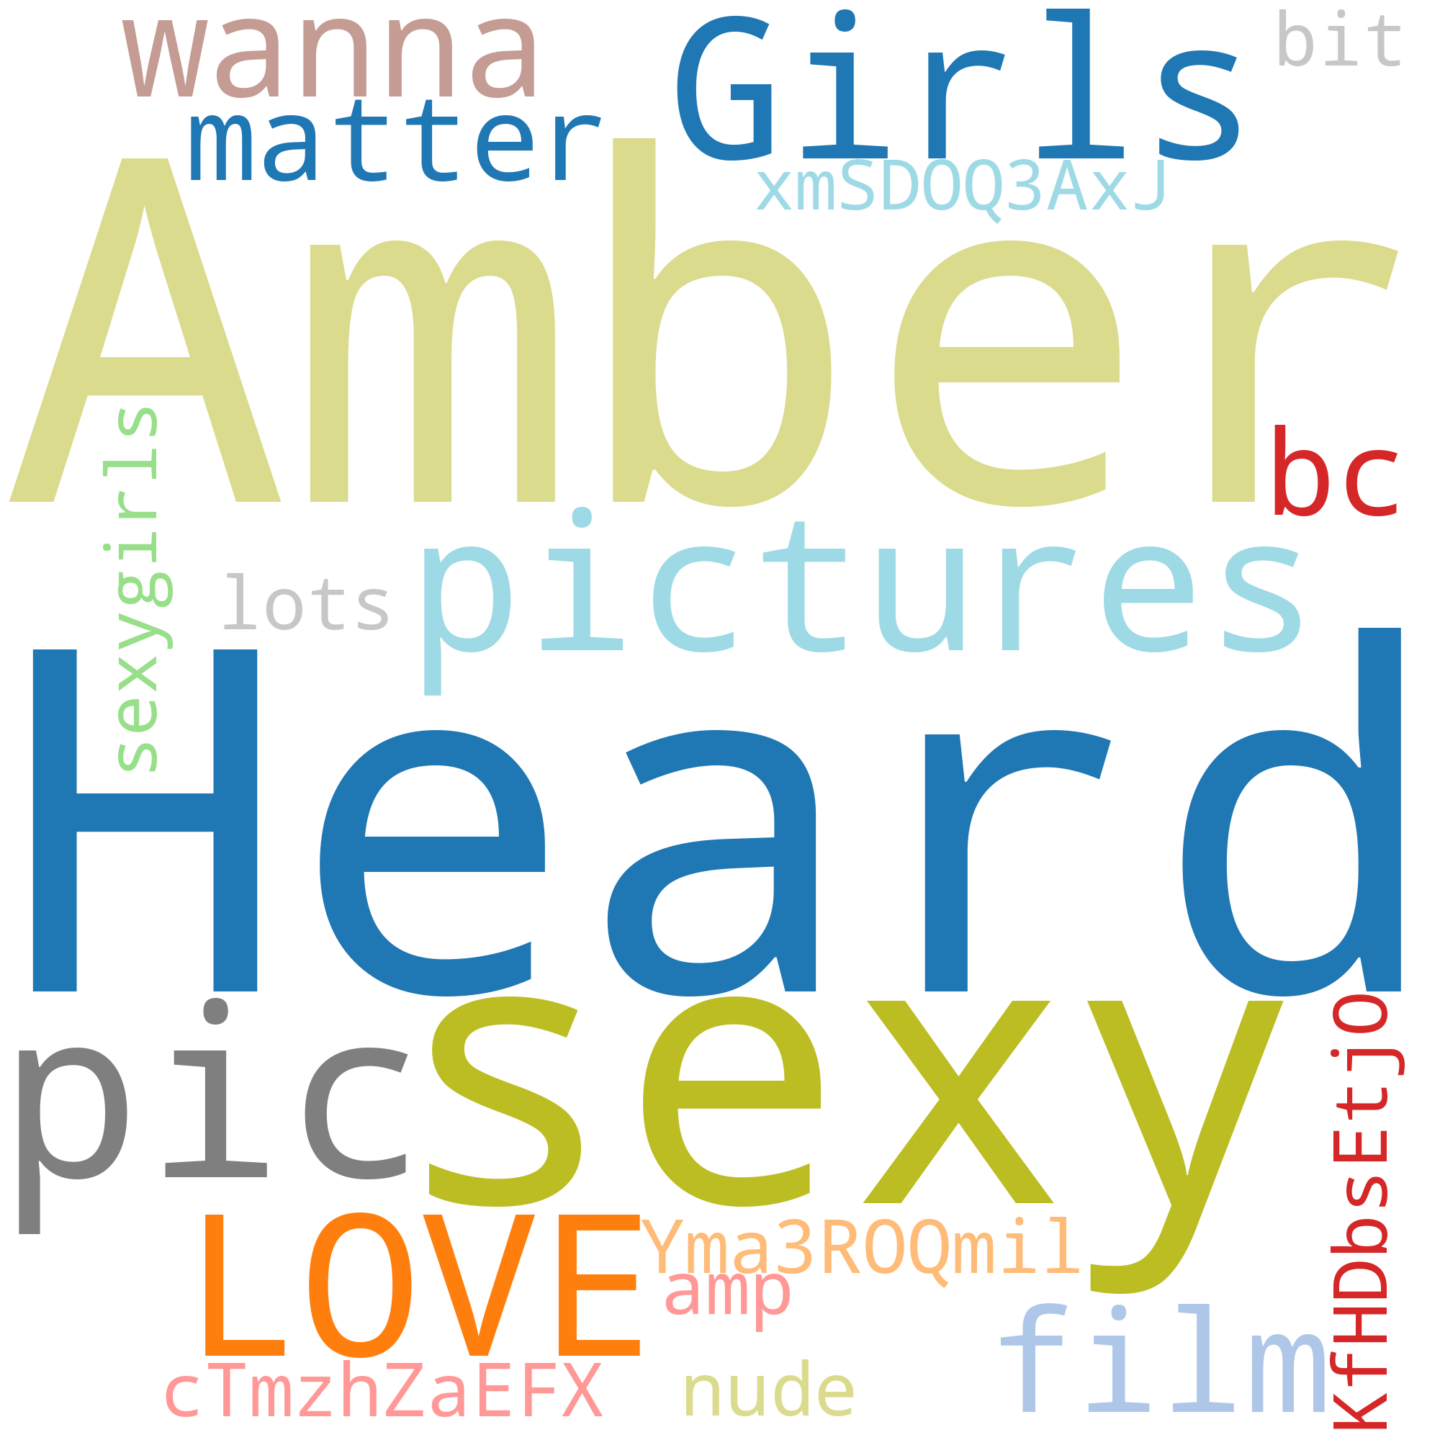 wanna
Girls
bit
matter
xmSDOQ3AxJ
Amber
sexygirls
bc
pictures
lots
Heard
pic
sexy
KfHDbsEtjO
LOVE
Yma3ROQmil
amp
film
cTmzhZaEFX
nude